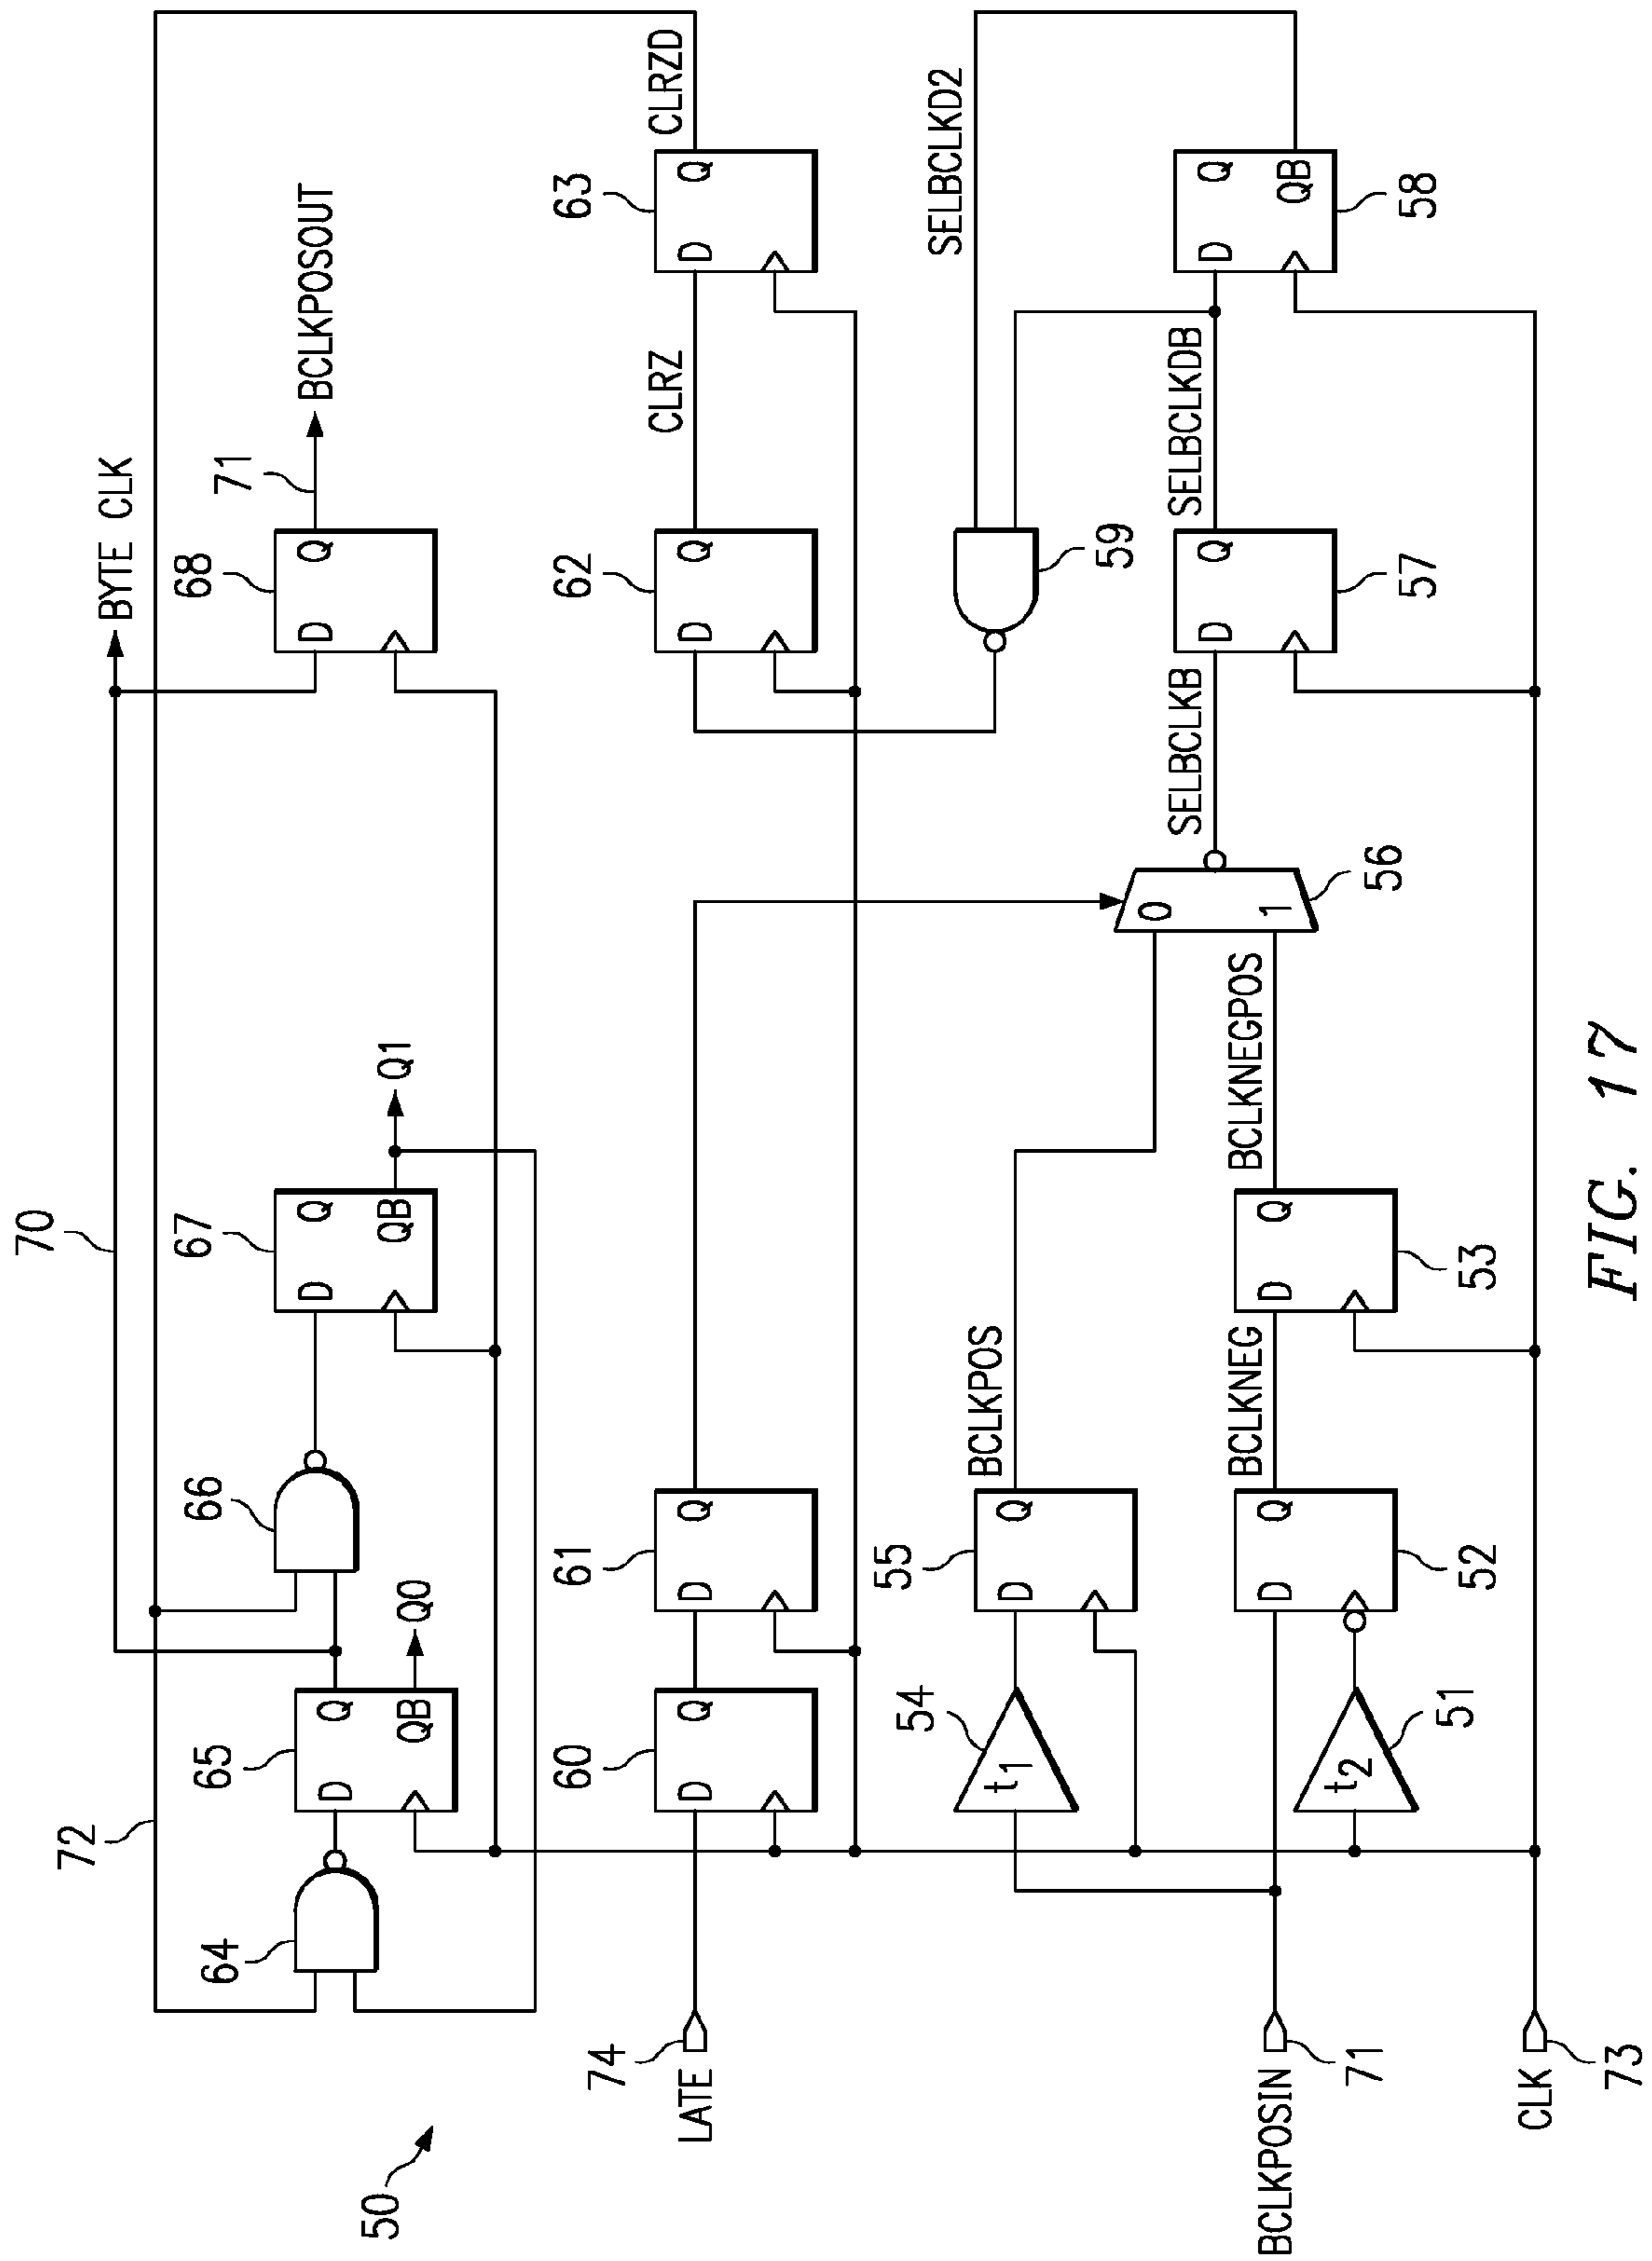 70
BYTE CLK
72
64
D Q
QB
65
Q0
66
D Q
QB
67
Q1
D Q
68
71
BCLKPOSOUT
50
74
LATE
D Q
60
D Q
61
D Q
62
CLRZ
D Q
63
CLRZD
t1
54
D Q
55
BCLKPOS
59
SELBCLKD2
71
BCLKPOSIN
t2
51
D Q
52
BCLKNEG
D Q
53
BCLKNEGPOS
0
1
56
SELBCLKB
D Q
57
SELBCLKDB
D Q
QB
58
CLK
73
FIG. 17